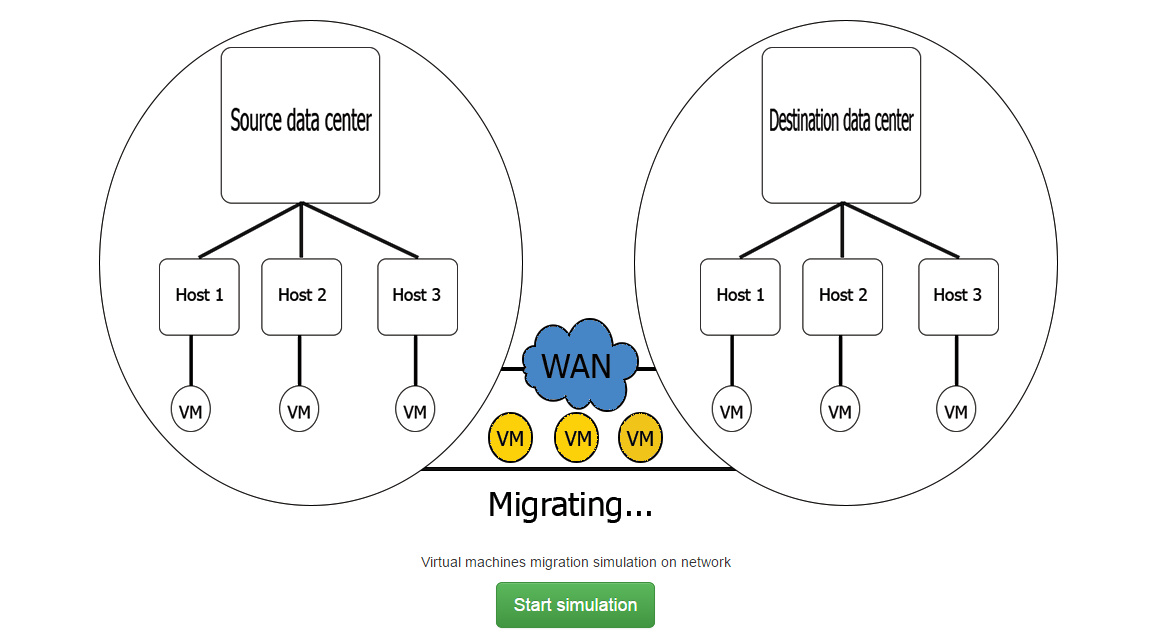 Source data center
Destination data center
Host 1
Host 2
Host 3
Host 1
Host 2
Host 3
WAN
VM
VM
VM
VM
VM
VM
VM
VM
VM
Migrating...
Virtual machines migration simulation on network
Start simulation